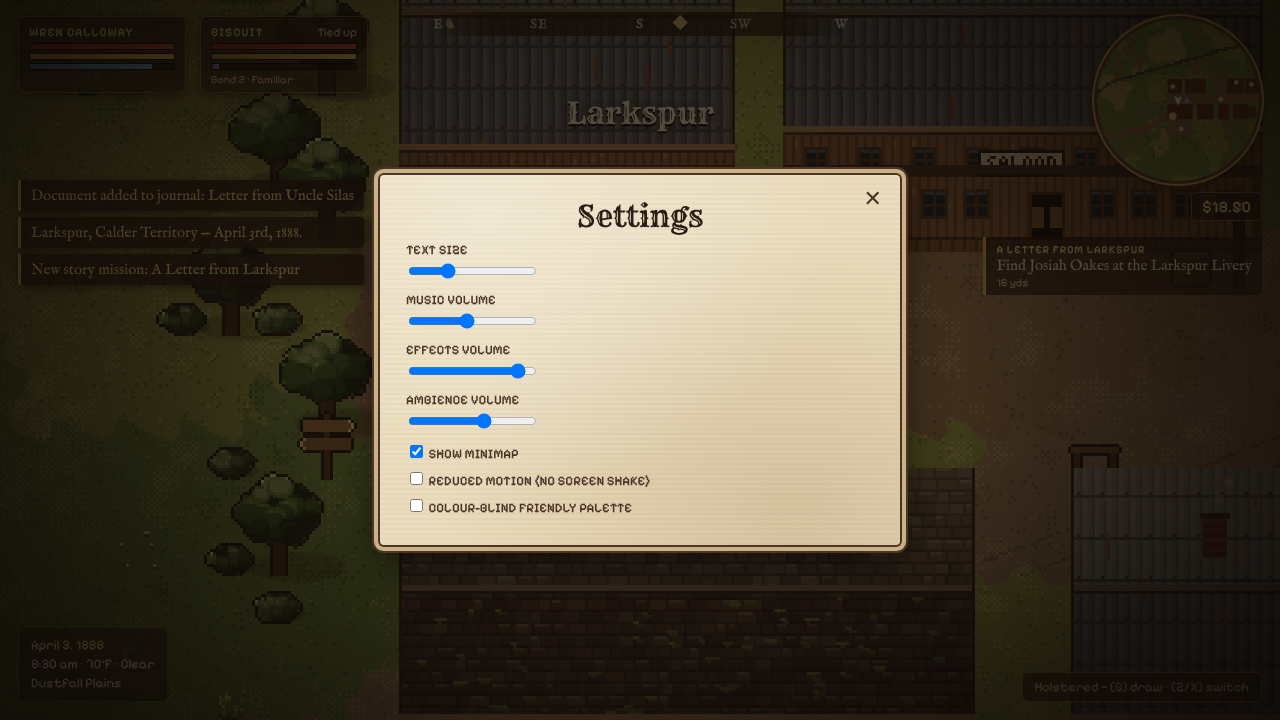 WREN CALLOWAY
BISCUIT Tied up
Bond 2 · Familiar
E SE S SW W
Larkspur
SALOON
Document added to journal: Letter from Uncle Silas
Larkspur, Calder Territory — April 3rd, 1888.
New story mission: A Letter from Larkspur
$18.80
A LETTER FROM LARKSPUR
Find Josiah Oakes at the Larkspur Livery
16 yds
Settings
✕
TEXT SIZE
MUSIC VOLUME
EFFECTS VOLUME
AMBIENCE VOLUME
SHOW MINIMAP
REDUCED MOTION (NO SCREEN SHAKE)
COLOUR-BLIND FRIENDLY PALETTE
April 3, 1888
8:30 am · 70°F · Clear
Dustfall Plains
Holstered – (G) draw · (Z/X) switch